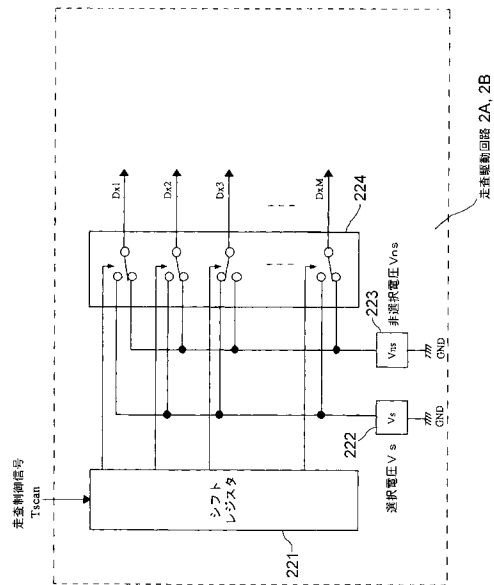 走査制御信号
Tscan
シフト
レジスタ
221
224
Dx1
Dx2
Dx3
DxM
Vs
222
選択電圧Vs
GND
Vns
223
非選択電圧Vns
GND
走査駆動回路 2A, 2B